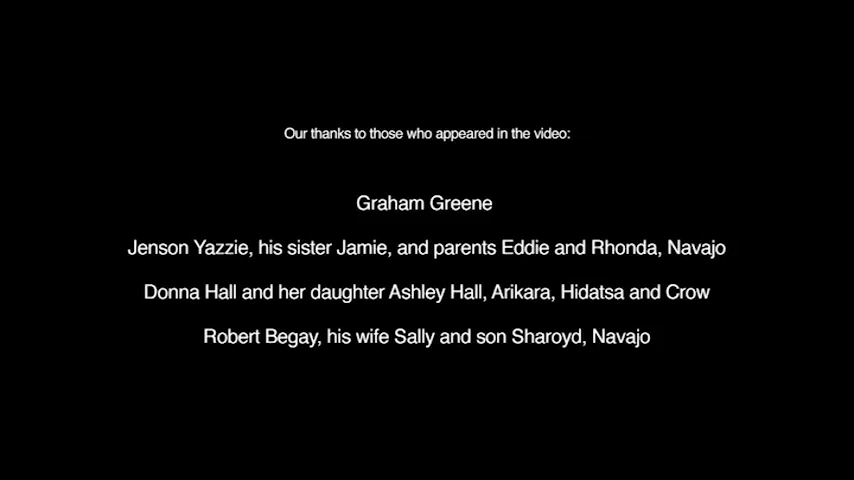 Our thanks to those who appeared in the video:
Graham Greene
Jenson Yazzie, his sister Jamie, and parents Eddie and Rhonda, Navajo
Donna Hall and her daughter Ashley Hall, Arikara, Hidatsa and Crow
Robert Begay, his wife Sally and son Sharoyd, Navajo